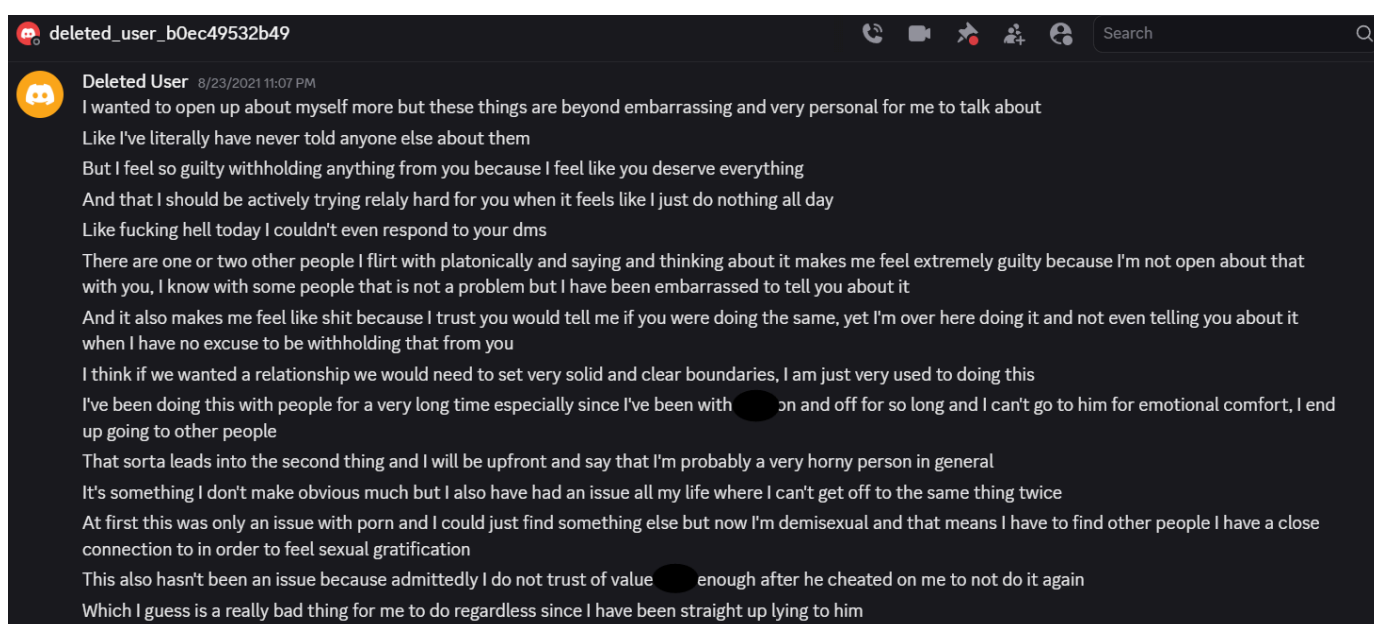 deleted_user_b0ec49532b49
Search
Deleted User 8/23/2021 11:07 PM
I wanted to open up about myself more but these things are beyond embarrassing and very personal for me to talk about
Like I've literally have never told anyone else about them
But I feel so guilty withholding anything from you because I feel like you deserve everything
And that I should be actively trying relaly hard for you when it feels like I just do nothing all day
Like fucking hell today I couldn't even respond to your dms
There are one or two other people I flirt with platonically and saying and thinking about it makes me feel extremely guilty because I'm not open about that
with you, I know with some people that is not a problem but I have been embarrassed to tell you about it
And it also makes me feel like shit because I trust you would tell me if you were doing the same, yet I'm over here doing it and not even telling you about it
when I have no excuse to be withholding that from you
I think if we wanted a relationship we would need to set very solid and clear boundaries, I am just very used to doing this
I've been doing this with people for a very long time especially since I've been with on and off for so long and I can't go to him for emotional comfort, I end
up going to other people
That sorta leads into the second thing and I will be upfront and say that I'm probably a very horny person in general
It's something I don't make obvious much but I also have had an issue all my life where I can't get off to the same thing twice
At first this was only an issue with porn and I could just find something else but now I'm demisexual and that means I have to find other people I have a close
connection to in order to feel sexual gratification
This also hasn't been an issue because admittedly I do not trust of value enough after he cheated on me to not do it again
Which I guess is a really bad thing for me to do regardless since I have been straight up lying to him